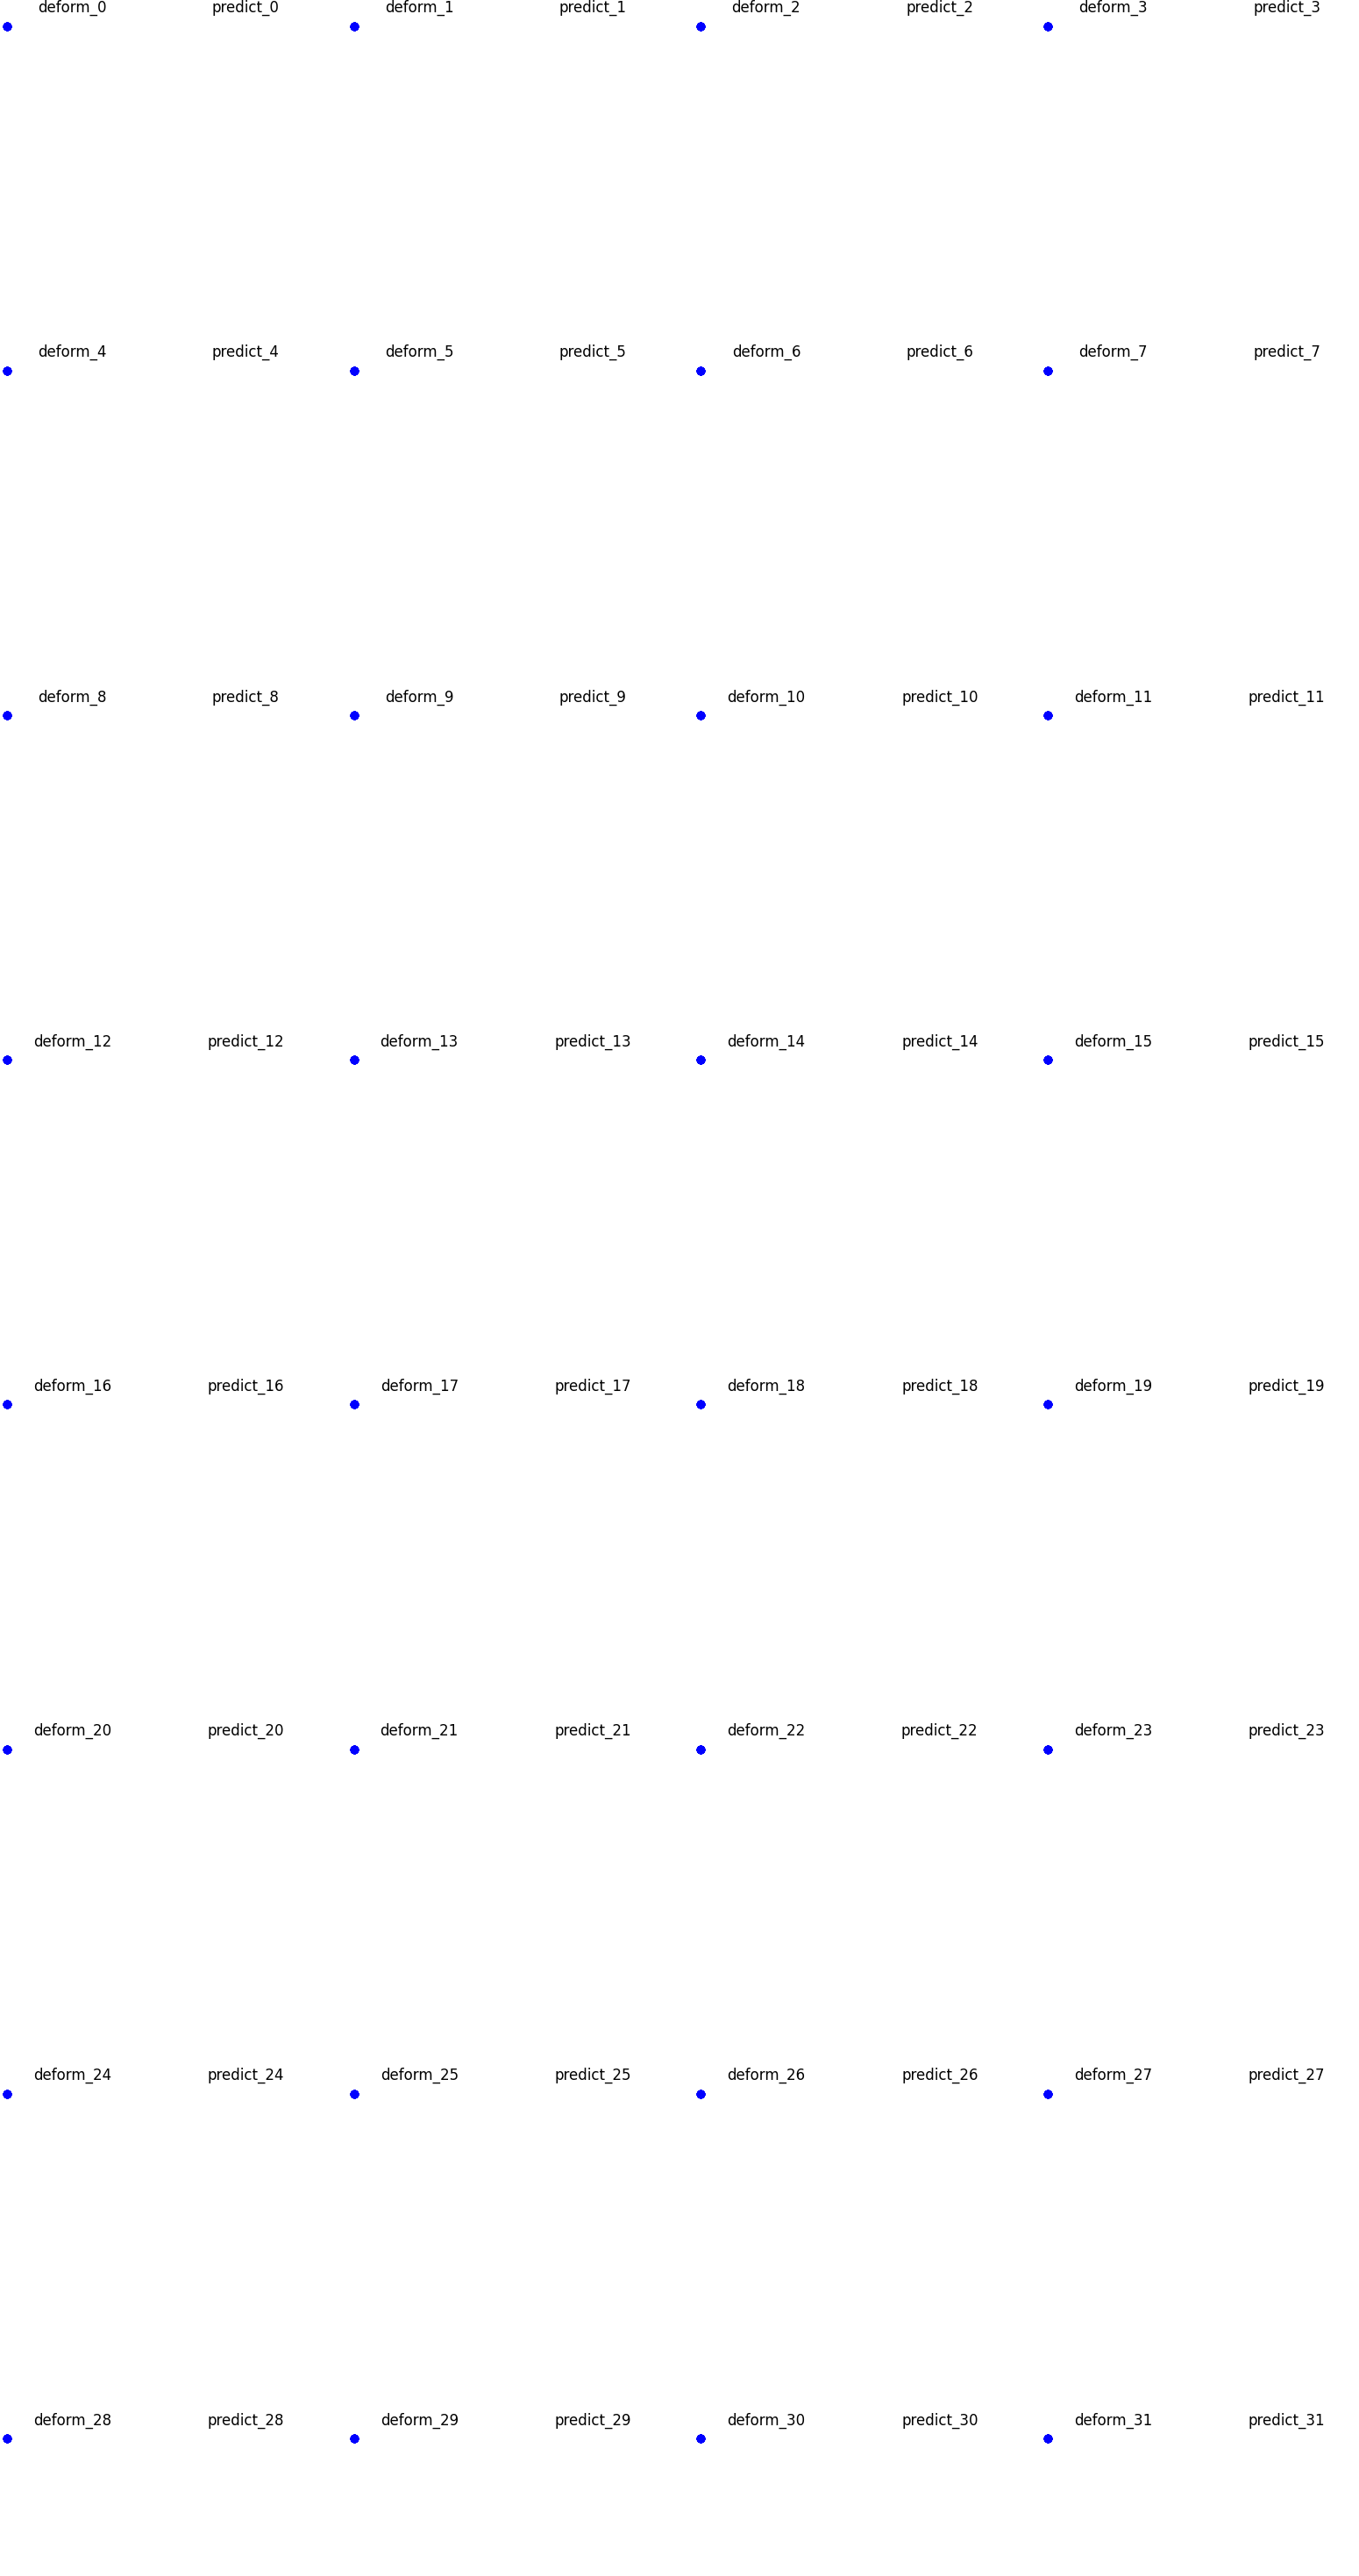 deform_0 predict_0 deform_1 predict_1 deform_2 predict_2 deform_3 predict_3
deform_4 predict_4 deform_5 predict_5 deform_6 predict_6 deform_7 predict_7
deform_8 predict_8 deform_9 predict_9 deform_10 predict_10 deform_11 predict_11
deform_12 predict_12 deform_13 predict_13 deform_14 predict_14 deform_15 predict_15
deform_16 predict_16 deform_17 predict_17 deform_18 predict_18 deform_19 predict_19
deform_20 predict_20 deform_21 predict_21 deform_22 predict_22 deform_23 predict_23
deform_24 predict_24 deform_25 predict_25 deform_26 predict_26 deform_27 predict_27
deform_28 predict_28 deform_29 predict_29 deform_30 predict_30 deform_31 predict_31